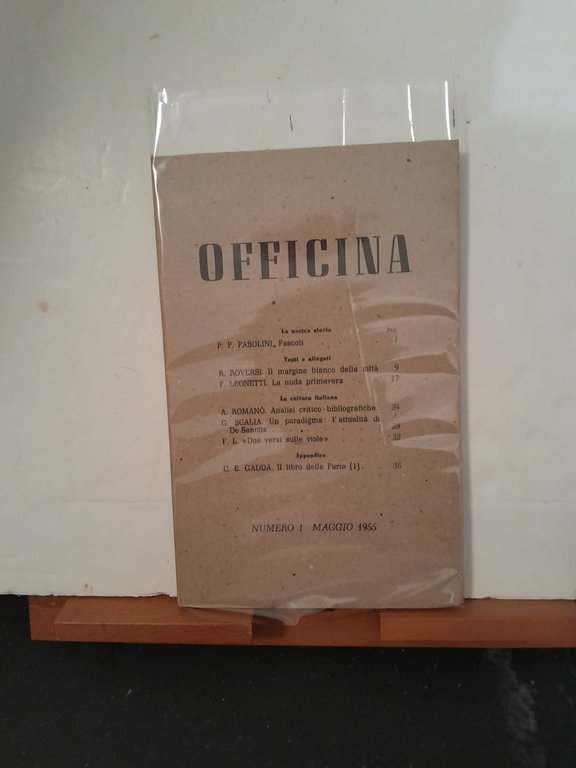 OFFICINA
La nostra storia
Pag.
P. P. PASOLINI, Pascoli 1
Testi e allegati
R. ROVERSI. Il margine bianco della città 9
F. LEONETTI. La nuda primavera 17
La cultura italiana
A. ROMANÒ. Analisi critico-bibliografiche 24
G. SCALIA. Un paradigma: l'attualità di
De Sanctis 28
F. L. «Due versi sulle viole» 32
Appendice
C. E. GADDA. Il libro delle Furie [I]. 36
NUMERO 1 MAGGIO 1955